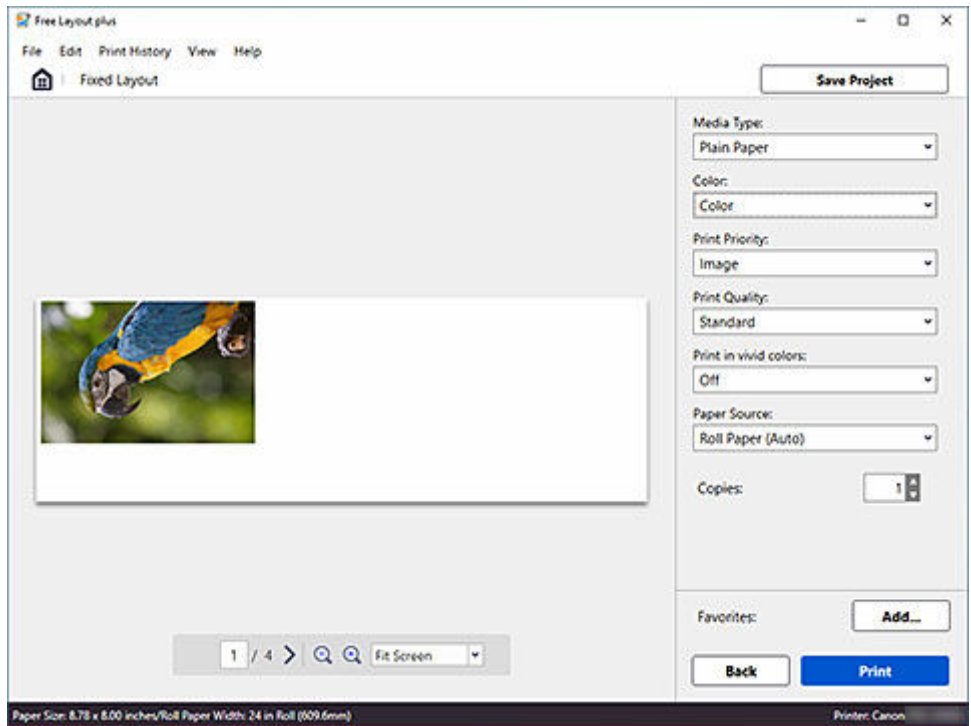 Free Layout plus
File Edit Print History View Help
Fixed Layout
Save Project
Media Type:
Plain Paper
Color:
Color
Print Priority:
Image
Print Quality:
Standard
Print in vivid colors:
Off
Paper Source:
Roll Paper (Auto)
Copies: 1
Favorites: Add...
1 / 4 Fit Screen
Back Print
Paper Size: 8.78 x 8.00 inches/Roll Paper Width: 24 in Roll (609.6mm) Printer: Canon